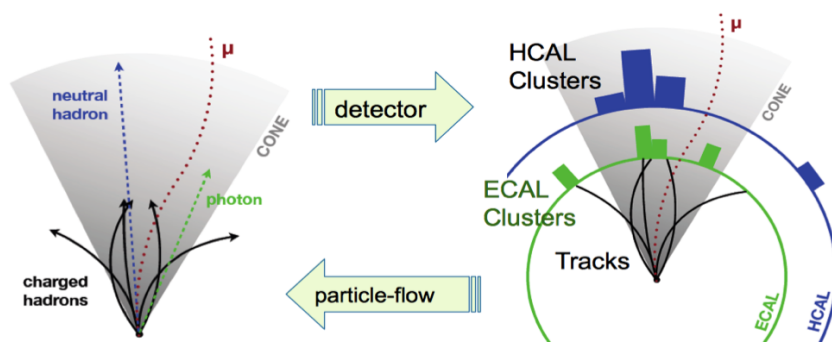 μ
neutral
hadron
CONE
photon
charged
hadrons
detector
particle-flow
μ
HCAL
Clusters
CONE
ECAL
Clusters
Tracks
ECAL
HCAL